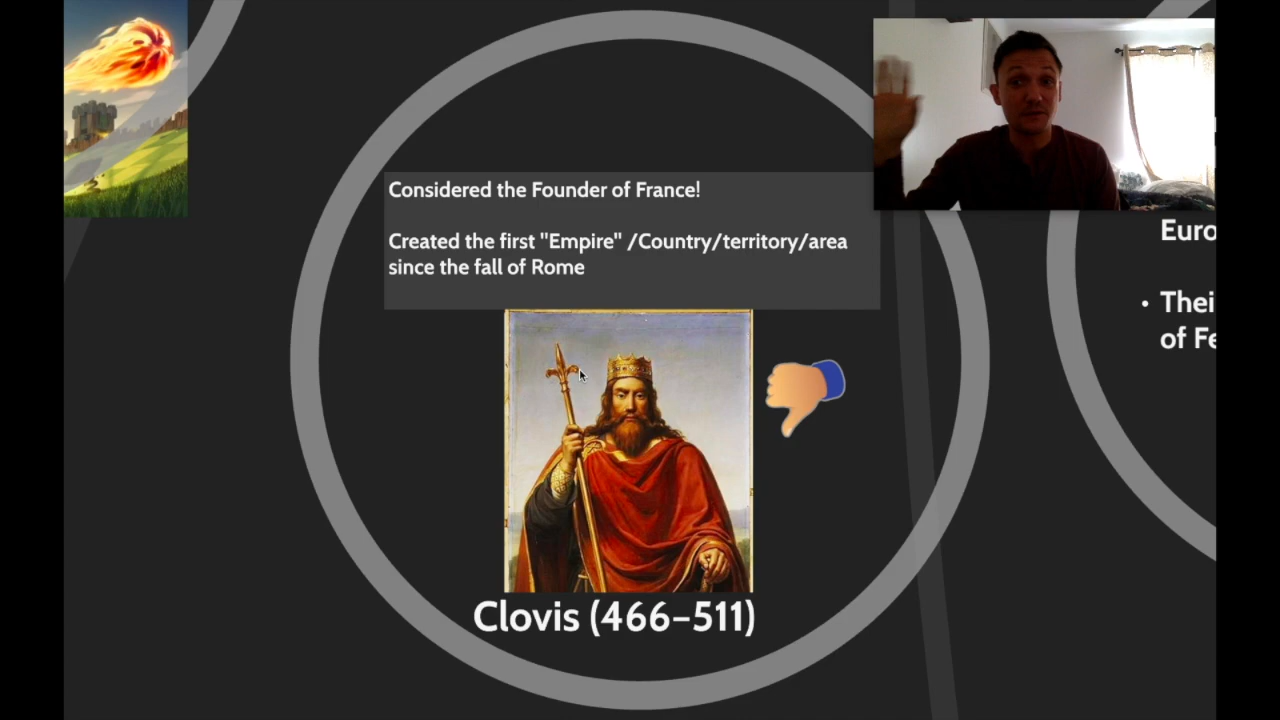 Considered the Founder of France!
Created the first "Empire" /Country/territory/area
since the fall of Rome
Clovis (466–511)
Euro
• Thei
of Fe